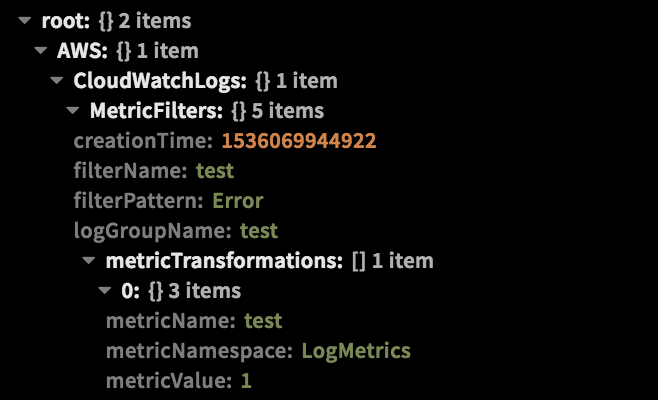 root: {} 2 items
AWS: {} 1 item
CloudWatchLogs: {} 1 item
MetricFilters: {} 5 items
creationTime: 1536069944922
filterName: test
filterPattern: Error
logGroupName: test
metricTransformations: [] 1 item
0: {} 3 items
metricName: test
metricNamespace: LogMetrics
metricValue: 1